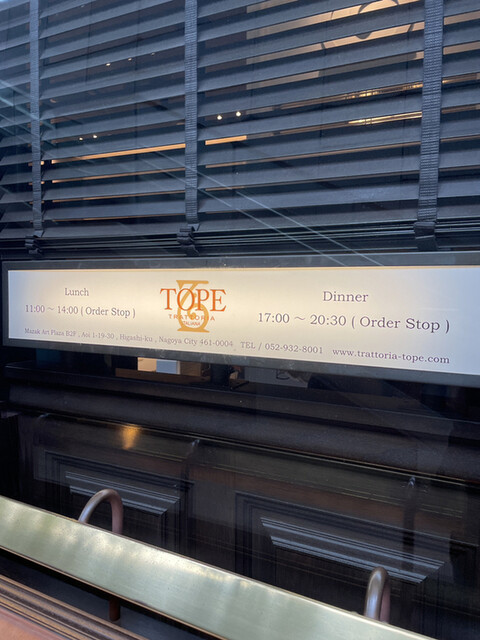 Lunch
11:00 ～ 14:00 ( Order Stop )
TOPE
TRATTORIA
Dinner
17:00 ～ 20:30 ( Order Stop )
Mazak Art Plaza B2F , Aoi 1-19-30 , Higashi-ku , Nagoya City 461-0004 TEL / 052-932-8001 www.trattoria-tope.com